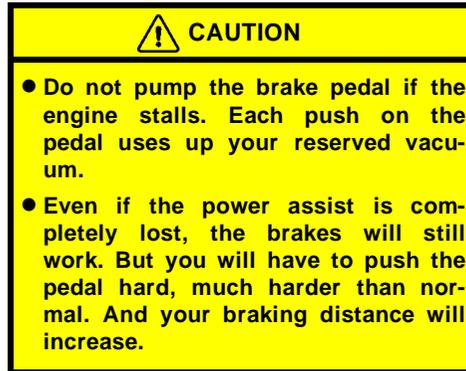 CAUTION
● Do not pump the brake pedal if the
engine stalls. Each push on the
pedal uses up your reserved vacu-
um.
● Even if the power assist is com-
pletely lost, the brakes will still
work. But you will have to push the
pedal hard, much harder than nor-
mal. And your braking distance will
increase.